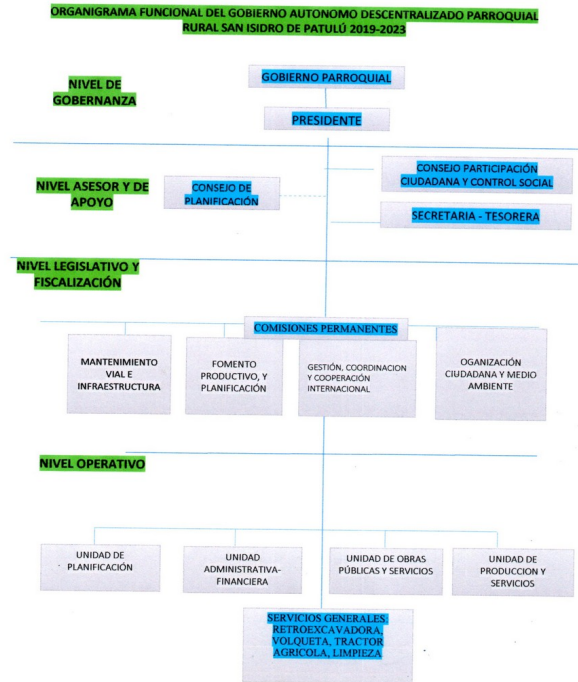 ORGANIGRAMA FUNCIONAL DEL GOBIERNO AUTONOMO DESCENTRALIZADO PARROQUIAL
RURAL SAN ISIDRO DE PATULÚ 2019-2023
NIVEL DE
GOBERNANZA
GOBIERNO PARROQUIAL
PRESIDENTE
NIVEL ASESOR Y DE
APOYO
CONSEJO DE
PLANIFICACIÓN
CONSEJO PARTICIPACIÓN
CIUDADANA Y CONTROL SOCIAL
SECRETARIA - TESORERA
NIVEL LEGISLATIVO Y
FISCALIZACIÓN
COMISIONES PERMANENTES
MANTENIMIENTO
VIAL E
INFRAESTRUCTURA
FOMENTO
PRODUCTIVO, Y
PLANIFICACIÓN
GESTIÓN, COORDINACION
Y COOPERACIÓN
INTERNACIONAL
OGANIZACIÓN
CIUDADANA Y MEDIO
AMBIENTE
NIVEL OPERATIVO
UNIDAD DE
PLANIFICACIÓN
UNIDAD
ADMINISTRATIVA-
FINANCIERA
UNIDAD DE OBRAS
PÚBLICAS Y SERVICIOS
UNIDAD DE
PRODUCCION Y
SERVICIOS
SERVICIOS GENERALES:
RETROEXCAVADORA,
VOLQUETA, TRACTOR
AGRICOLA, LIMPIEZA